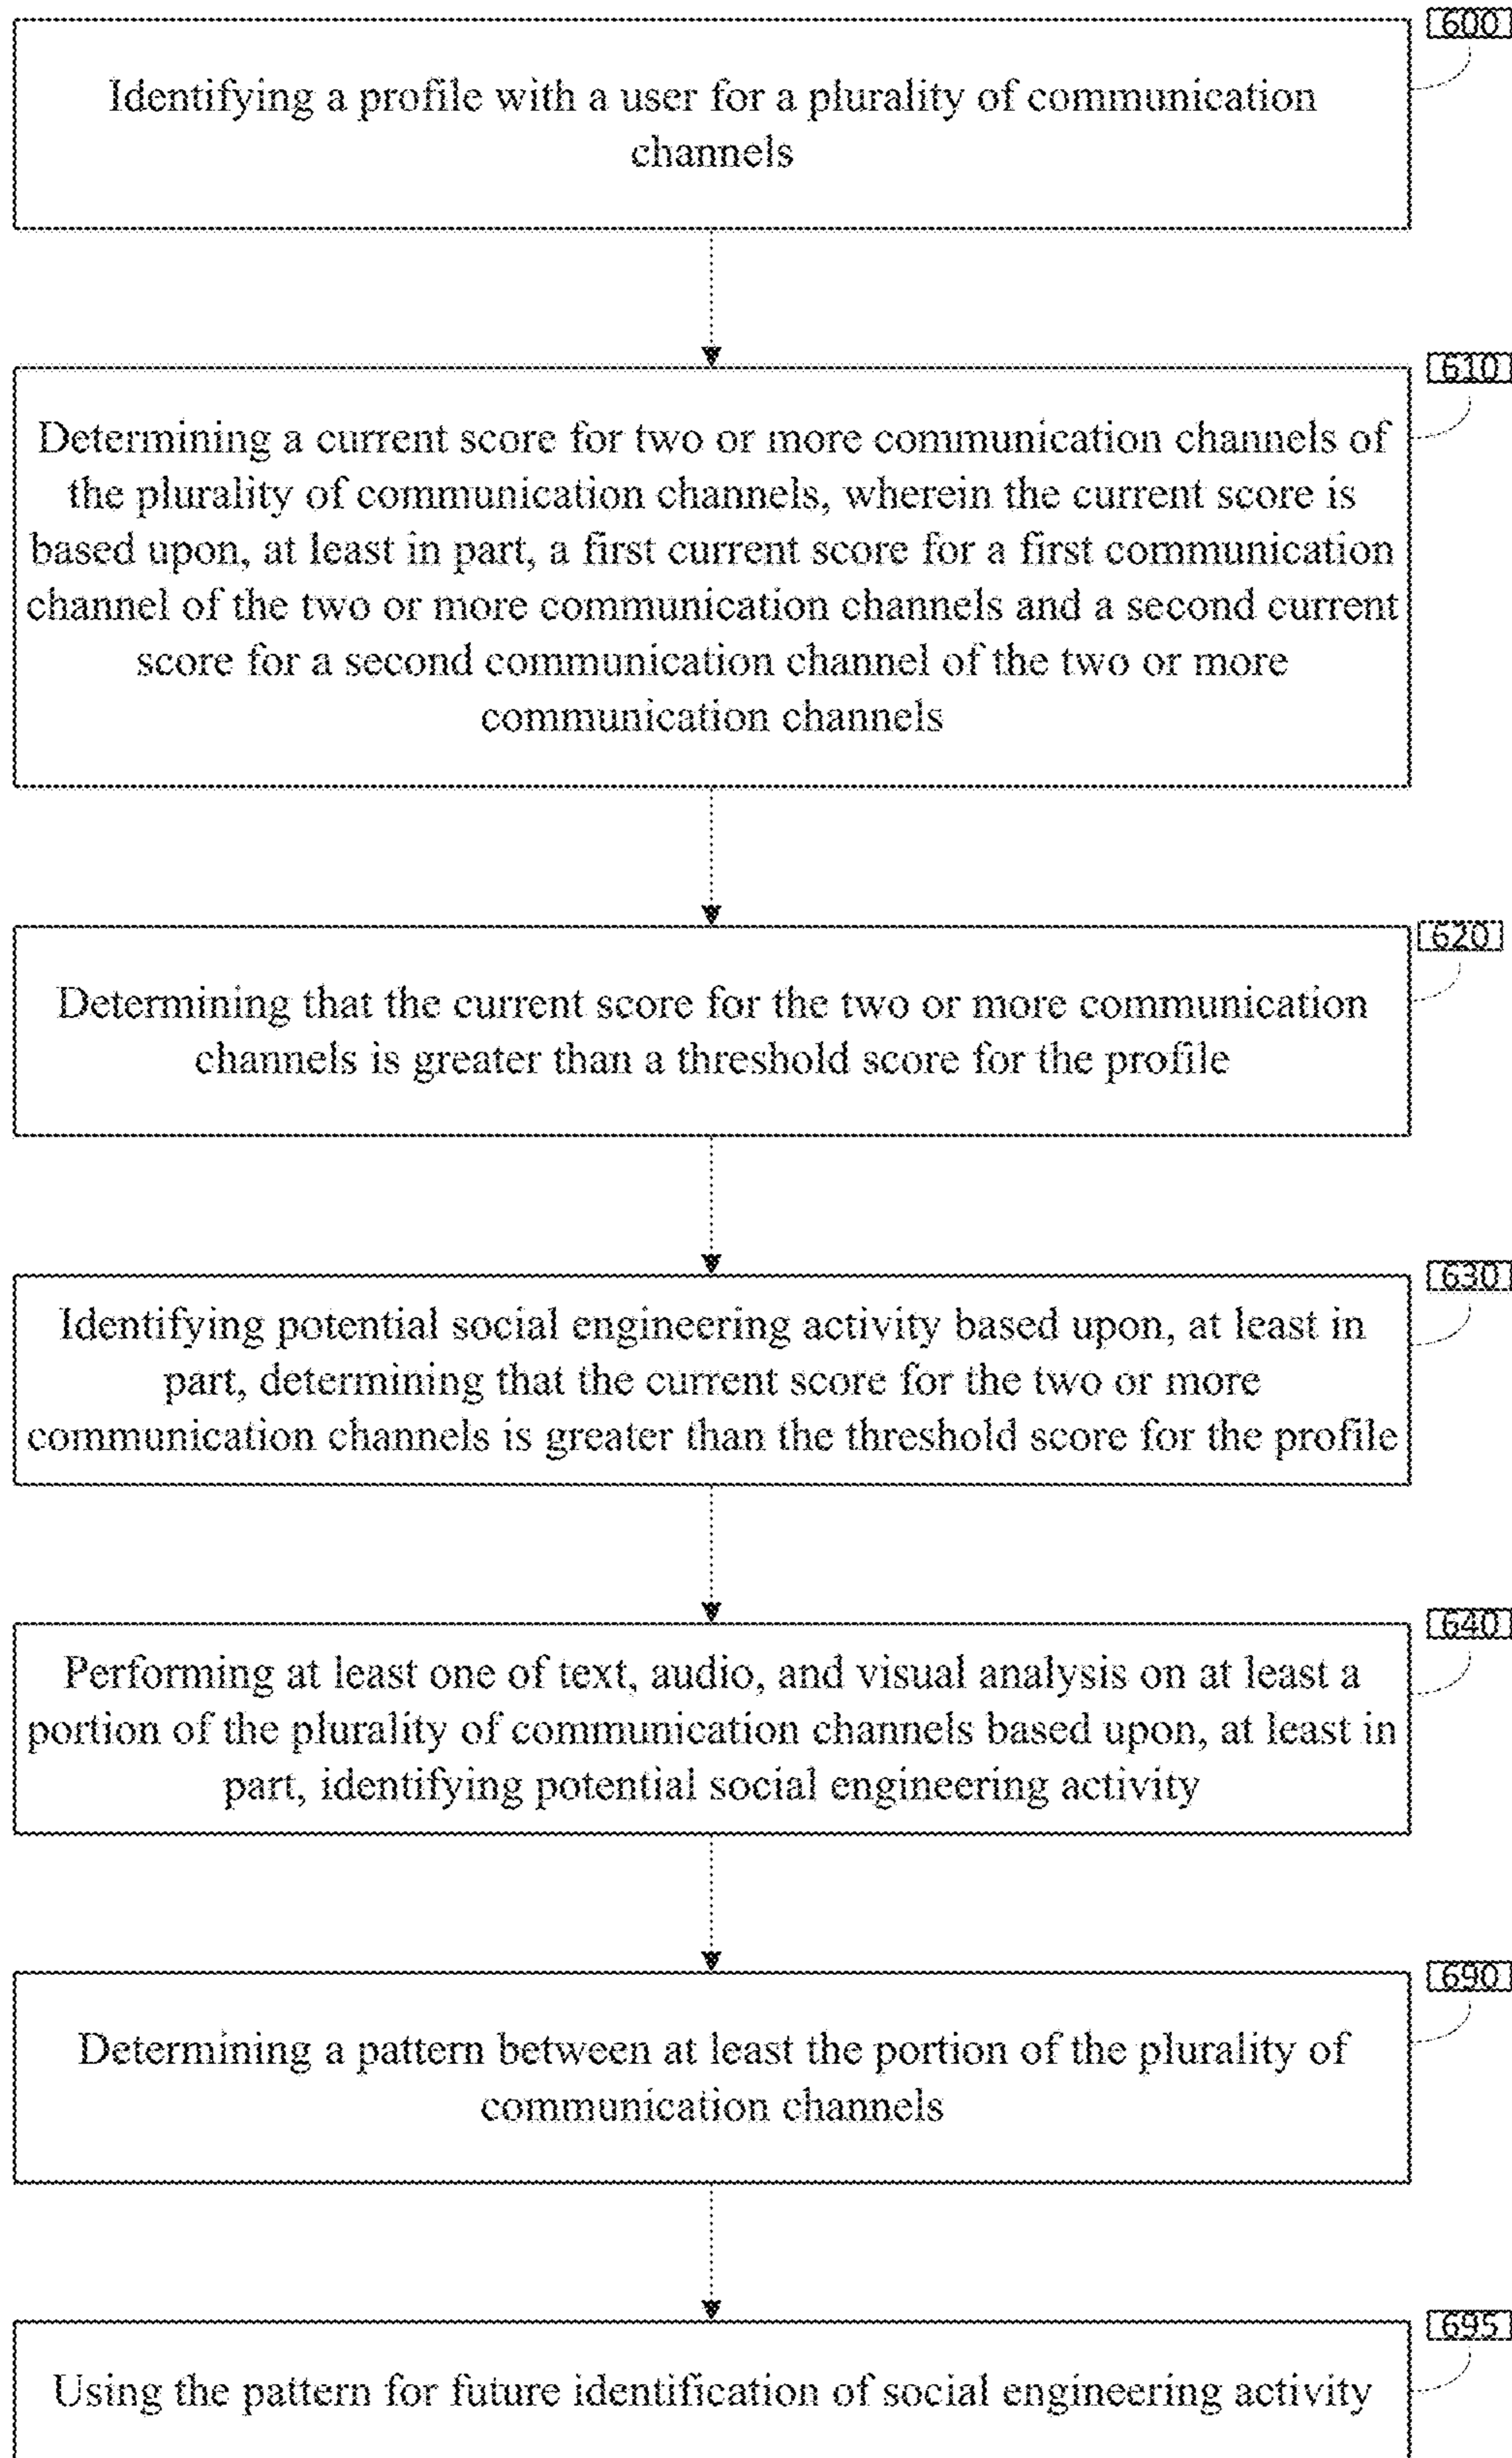 600
Identifying a profile with a user for a plurality of communication
channels
610
Determining a current score for two or more communication channels of
the plurality of communication channels, wherein the current score is
based upon, at least in part, a first current score for a first communication
channel of the two or more communication channels and a second current
score for a second communication channel of the two or more
communication channels
620
Determining that the current score for the two or more communication
channels is greater than a threshold score for the profile
630
Identifying potential social engineering activity based upon, at least in
part, determining that the current score for the two or more
communication channels is greater than the threshold score for the profile
640
Performing at least one of text, audio, and visual analysis on at least a
portion of the plurality of communication channels based upon, at least in
part, identifying potential social engineering activity
690
Determining a pattern between at least the portion of the plurality of
communication channels
695
Using the pattern for future identification of social engineering activity